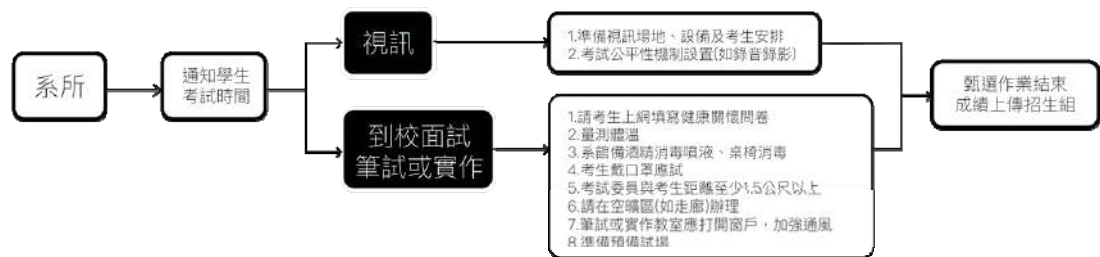 系所
通知學生
考試時間
視訊
1.準備視訊場地、設備及考生安排
2.考試公平性機制設置(如錄音錄影)
到校面試
筆試或實作
1.請考生上網填寫健康關懷問卷
2.量測體溫
3.系館備酒精消毒噴液、桌椅消毒
4.考生戴口罩應試
5.考試委員與考生距離至少1.5公尺以上
6.請在空曠區(如走廊)辦理
7.筆試或實作教室應打開窗戶，加強通風
8.準備預備試場
甄選作業結束
成績上傳招生組